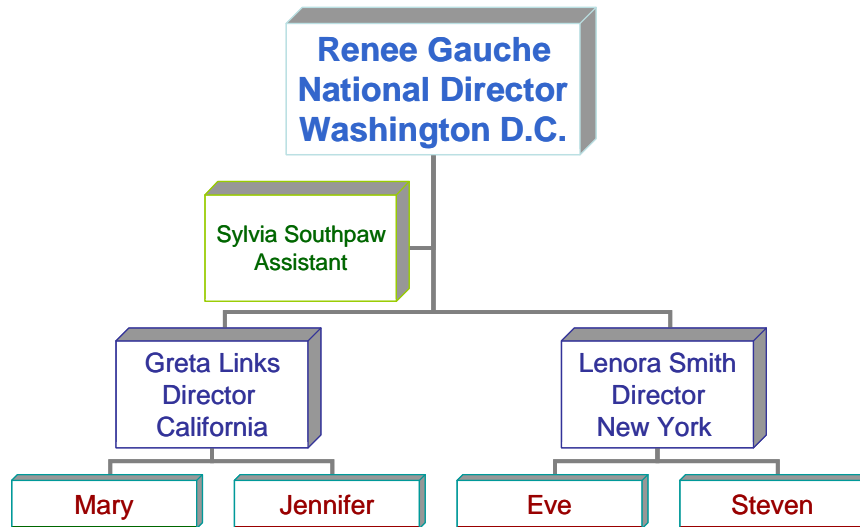 Renee Gauche
National Director
Washington D.C.
Sylvia Southpaw
Assistant
Greta Links
Director
California
Lenora Smith
Director
New York
Mary
Jennifer
Eve
Steven